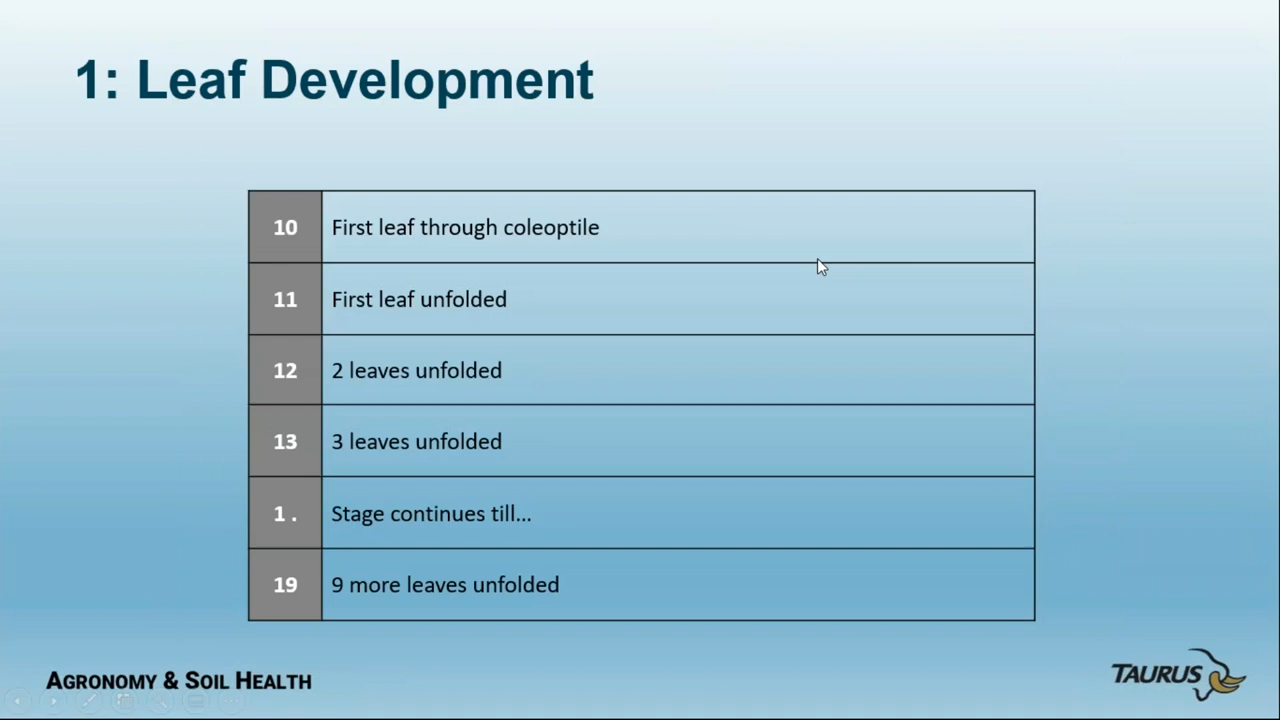 1: Leaf Development
10 First leaf through coleoptile
11 First leaf unfolded
12 2 leaves unfolded
13 3 leaves unfolded
1 . Stage continues till...
19 9 more leaves unfolded
AGRONOMY & SOIL HEALTH
TAURUS